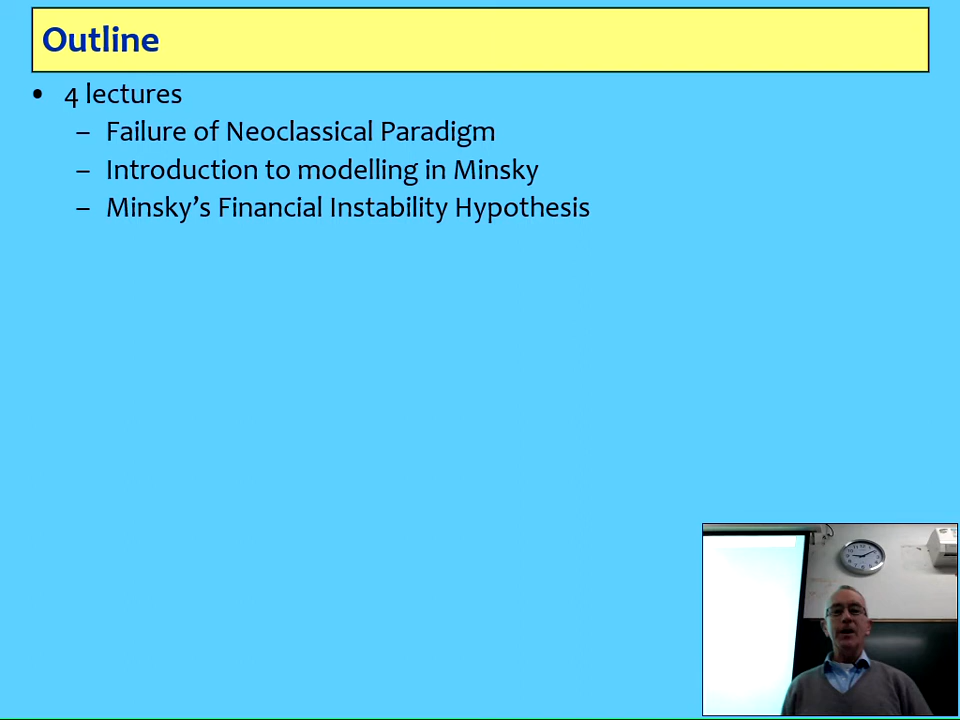 Outline
• 4 lectures
– Failure of Neoclassical Paradigm
– Introduction to modelling in Minsky
– Minsky’s Financial Instability Hypothesis